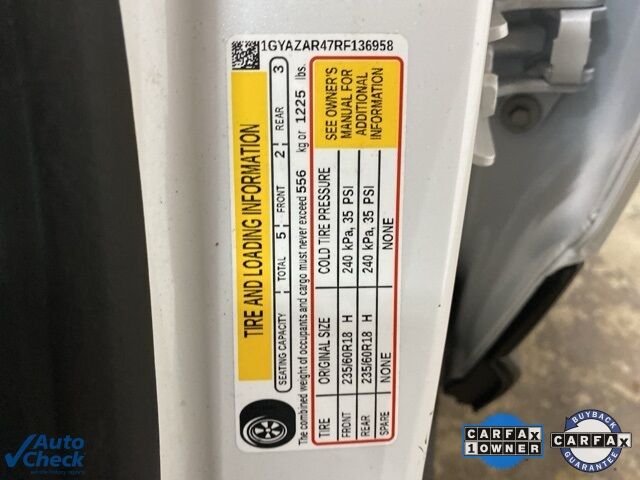 1GYAZAR47RF136958
TIRE AND LOADING INFORMATION
SEATING CAPACITY TOTAL 5 FRONT 2 REAR 3
The combined weight of occupants and cargo must never exceed 556 kg or 1225 lbs.
TIRE ORIGINAL SIZE COLD TIRE PRESSURE
FRONT 235/60R18 H 240 kPa, 35 PSI
REAR 235/60R18 H 240 kPa, 35 PSI
SPARE NONE NONE
SEE OWNER'S
MANUAL FOR
ADDITIONAL
INFORMATION
Auto
Check
CARFAX
1 OWNER
BUYBACK
CARFAX
GUARANTEE